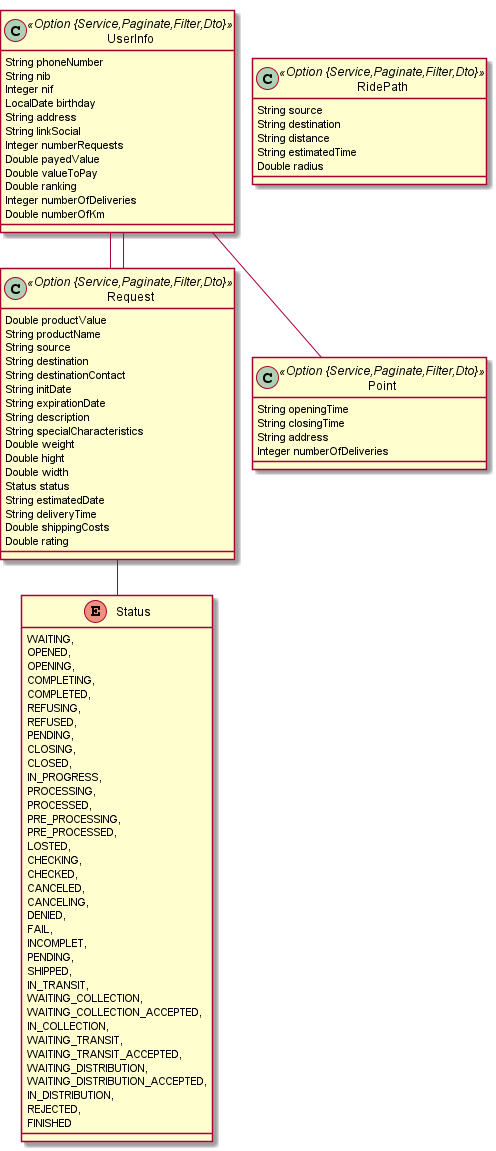 C «Option {Service,Paginate,Filter,Dto}»
UserInfo
String phoneNumber
String nib
Integer nif
LocalDate birthday
String address
String linkSocial
Integer numberRequests
Double payedValue
Double valueToPay
Double ranking
Integer numberOfDeliveries
Double numberOfKm
C «Option {Service,Paginate,Filter,Dto}»
RidePath
String source
String destination
String distance
String estimatedTime
Double radius
C «Option {Service,Paginate,Filter,Dto}»
Request
Double productValue
String productName
String source
String destination
String destinationContact
String initDate
String expirationDate
String description
String specialCharacteristics
Double weight
Double hight
Double width
Status status
String estimatedDate
String deliveryTime
Double shippingCosts
Double rating
C «Option {Service,Paginate,Filter,Dto}»
Point
String openingTime
String closingTime
String address
Integer numberOfDeliveries
E Status
WAITING,
OPENED,
OPENING,
COMPLETING,
COMPLETED,
REFUSING,
REFUSED,
PENDING,
CLOSING,
CLOSED,
IN_PROGRESS,
PROCESSING,
PROCESSED,
PRE_PROCESSING,
PRE_PROCESSED,
LOSTED,
CHECKING,
CHECKED,
CANCELED,
CANCELING,
DENIED,
FAIL,
INCOMPLET,
PENDING,
SHIPPED,
IN_TRANSIT,
WAITING_COLLECTION,
WAITING_COLLECTION_ACCEPTED,
IN_COLLECTION,
WAITING_TRANSIT,
WAITING_TRANSIT_ACCEPTED,
WAITING_DISTRIBUTION,
WAITING_DISTRIBUTION_ACCEPTED,
IN_DISTRIBUTION,
REJECTED,
FINISHED